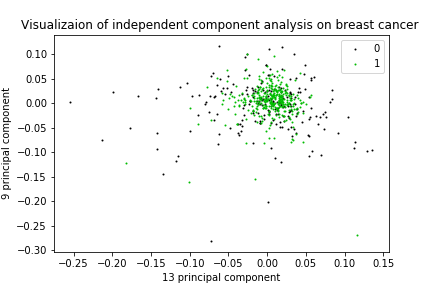 Visualizaion of independent component analysis on breast cancer
0
1
0.10
0.05
0.00
−0.05
−0.10
−0.15
−0.20
−0.25
−0.30
9 principal component
−0.25 −0.20 −0.15 −0.10 −0.05 0.00 0.05 0.10 0.15
13 principal component